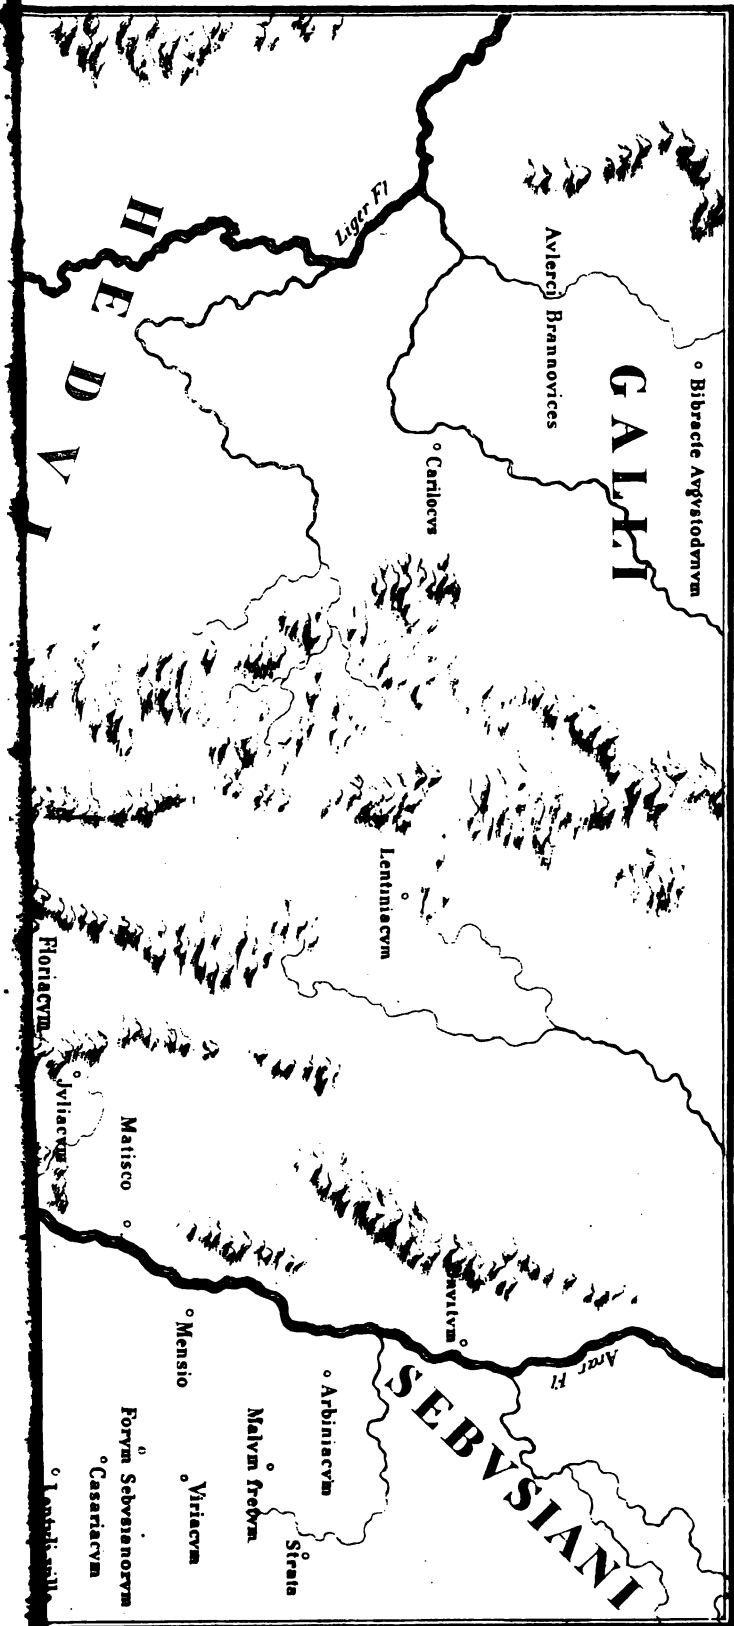 Bibracte Avgvstodvnvm
GALLI
Avlerci Brannovices
Carilocvs
Liger Fl
HEDVI
Lentiniacvm
Floriacvm
Jvliacvm
Matisco
Arar Fl
SEBVSIANI
Mensio
Arbiniacvm
Malvm fretvm
Strata
Viriacvm
Forvm Sebvsianorvm
Casariacvm